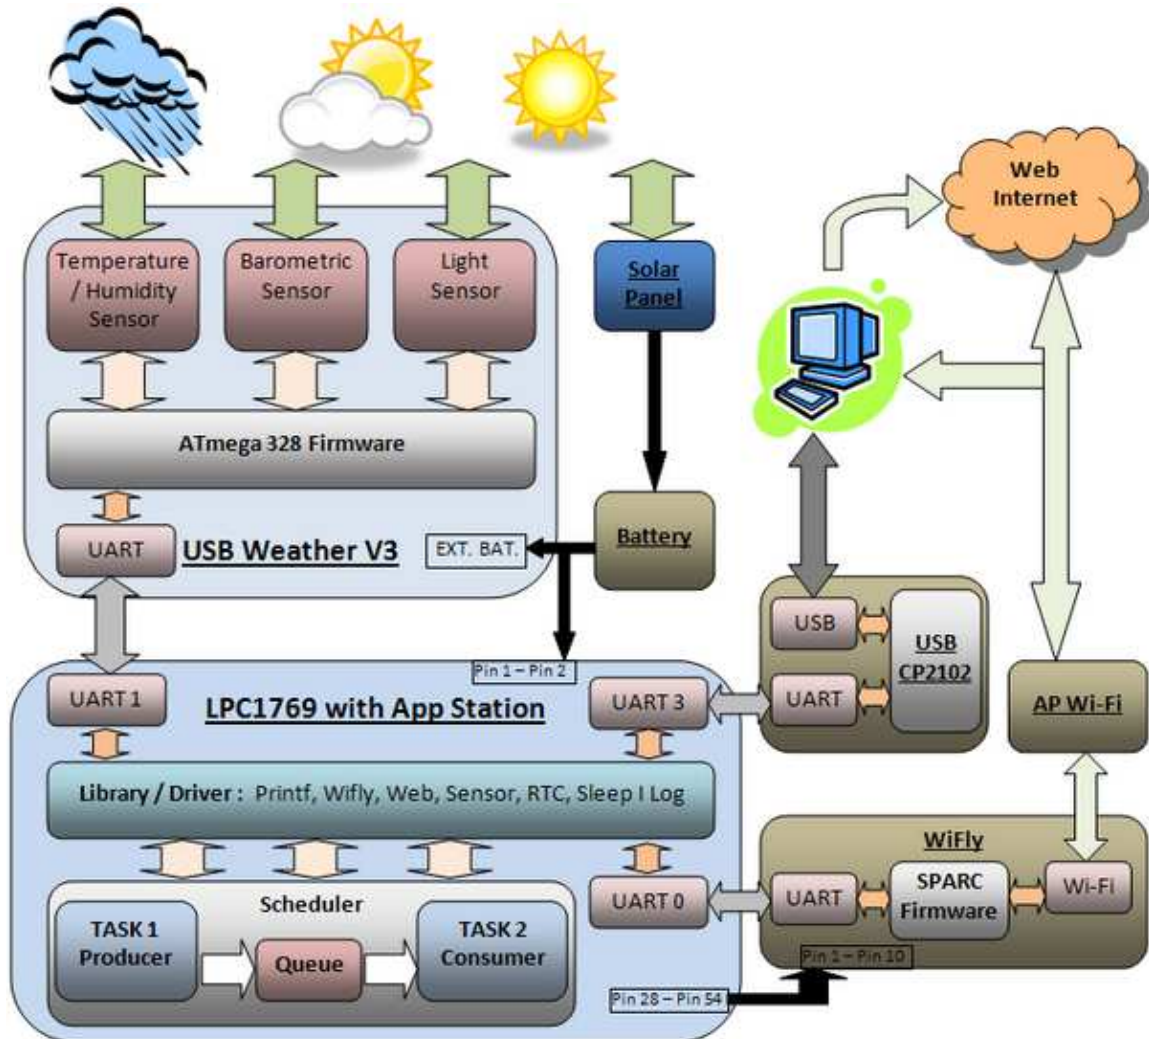 Web
Internet
Temperature
/ Humidity
Sensor
Barometric
Sensor
Light
Sensor
Solar
Panel
ATmega 328 Firmware
UART
USB Weather V3
EXT. BAT.
Battery
USB
UART
USB
CP2102
Pin 1 – Pin 2
UART 1
LPC1769 with App Station
UART 3
AP Wi-Fi
Library / Driver : Printf, Wifly, Web, Sensor, RTC, Sleep I Log
WiFly
UART 0
UART
SPARC
Firmware
Wi-Fi
Scheduler
TASK 1
Producer
Queue
TASK 2
Consumer
Pin 1 – Pin 10
Pin 28 – Pin 54